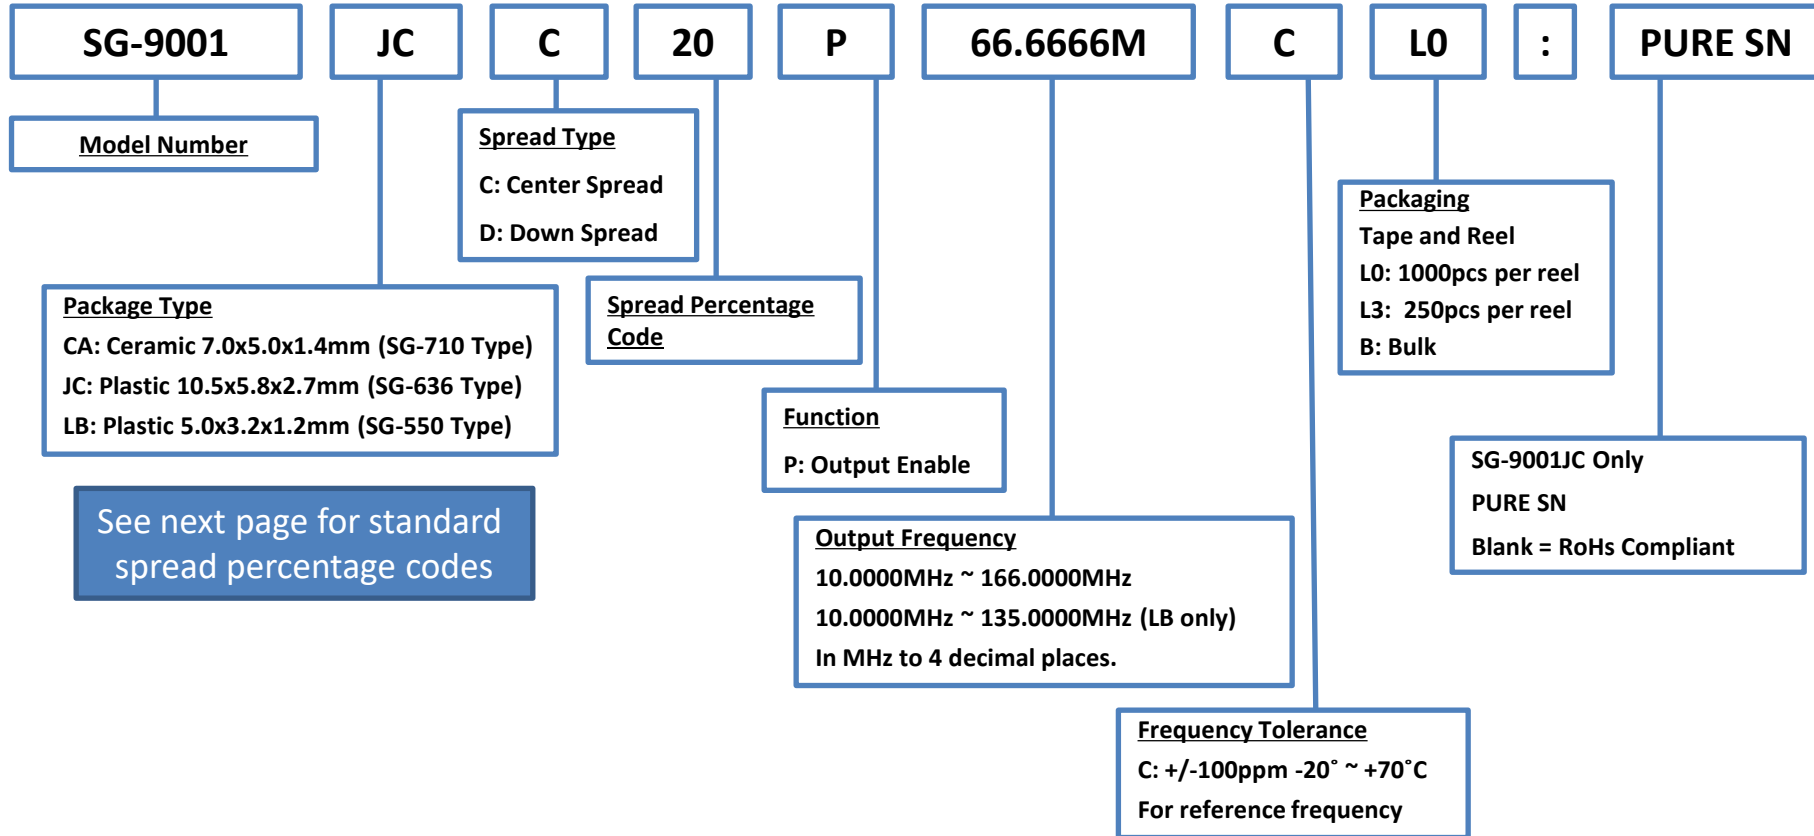 SG-9001 JC C 20 P 66.6666M C L0 : PURE SN
Model Number
Spread Type
C: Center Spread
D: Down Spread
Packaging
Tape and Reel
L0: 1000pcs per reel
L3: 250pcs per reel
B: Bulk
Package Type
CA: Ceramic 7.0x5.0x1.4mm (SG-710 Type)
JC: Plastic 10.5x5.8x2.7mm (SG-636 Type)
LB: Plastic 5.0x3.2x1.2mm (SG-550 Type)
Spread Percentage
Code
Function
P: Output Enable
SG-9001JC Only
PURE SN
Blank = RoHs Compliant
See next page for standard
spread percentage codes
Output Frequency
10.0000MHz ~ 166.0000MHz
10.0000MHz ~ 135.0000MHz (LB only)
In MHz to 4 decimal places.
Frequency Tolerance
C: +/-100ppm -20˚ ~ +70˚C
For reference frequency